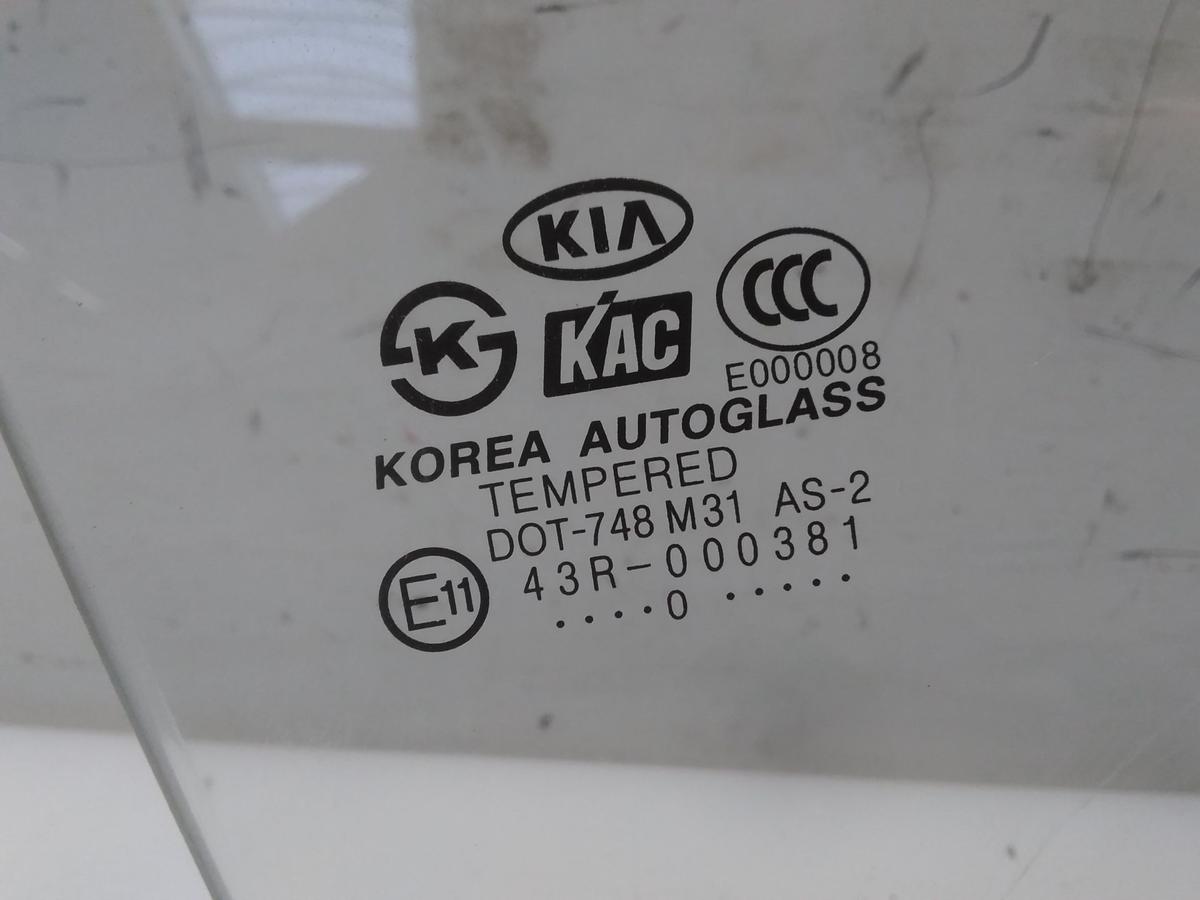 KIA
K
KAC
CCC
E000008
KOREA AUTOGLASS
TEMPERED
DOT-748 M31 AS-2
43R-000381
E11
....0.....